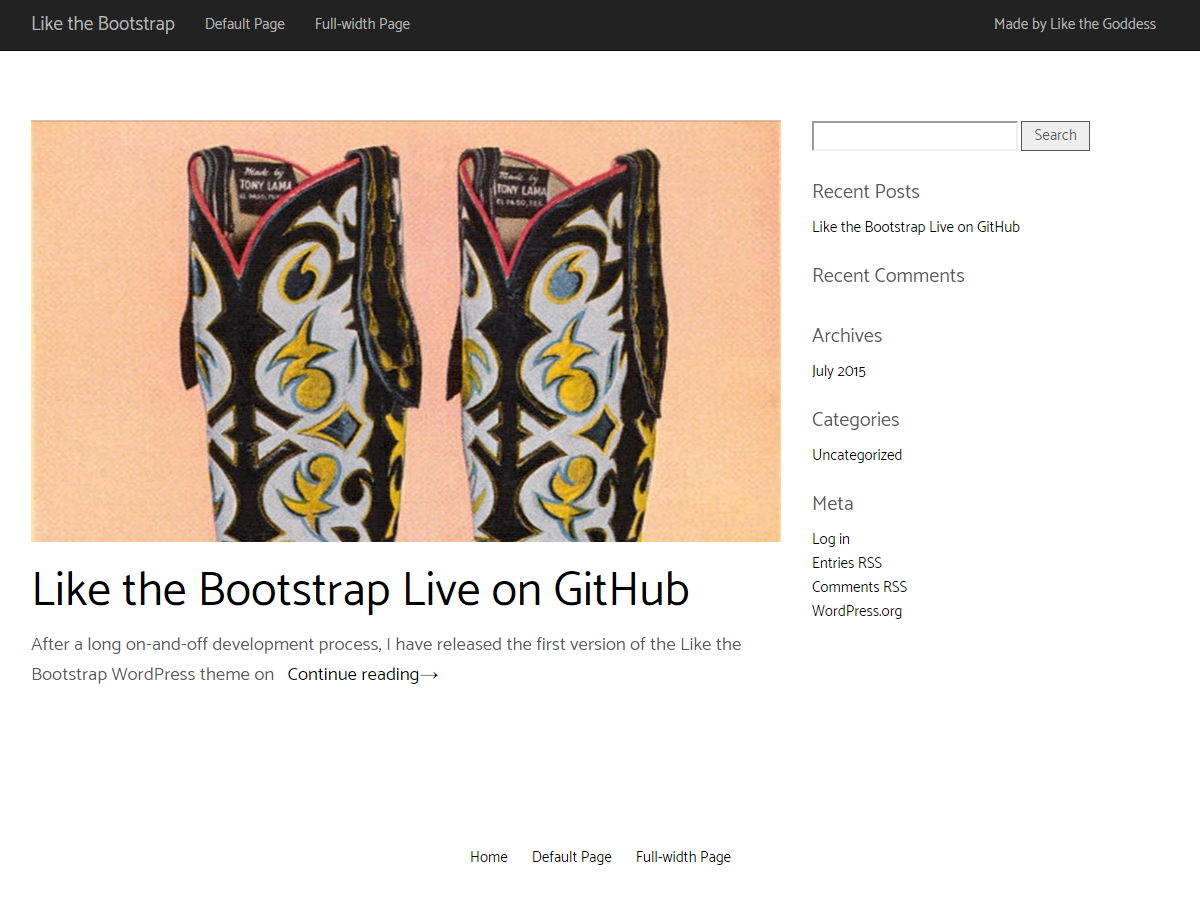 Like the Bootstrap Default Page Full-width Page Made by Like the Goddess
Made by
TONY LAMA
EL PASO, TEX.
Made by
TONY LAMA
EL PASO, TEX.
Like the Bootstrap Live on GitHub
After a long on-and-off development process, I have released the first version of the Like the
Bootstrap WordPress theme on Continue reading→
Search
Recent Posts
Like the Bootstrap Live on GitHub
Recent Comments
Archives
July 2015
Categories
Uncategorized
Meta
Log in
Entries RSS
Comments RSS
WordPress.org
Home Default Page Full-width Page